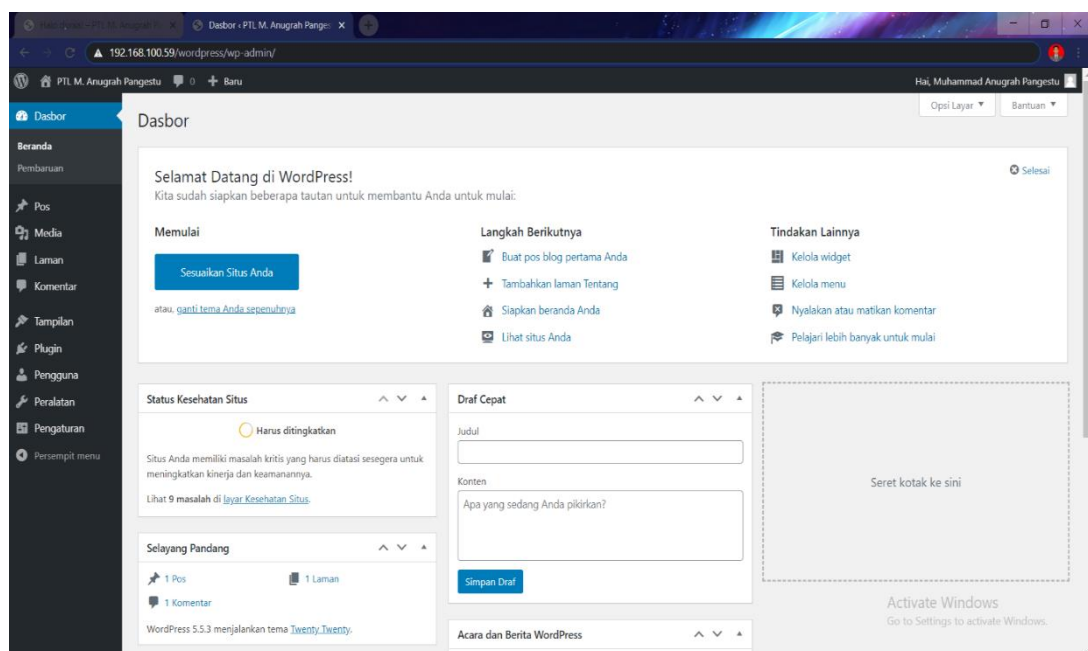 Dasbor ‹ PTL M. Anugrah Panges
192.168.100.59/wordpress/wp-admin/
PTL M. Anugrah Pangestu 0 + Baru Hai, Muhammad Anugrah Pangestu
Opsi Layar ▼ Bantuan ▼
Dasbor
Beranda
Pembaruan
Pos
Media
Laman
Komentar
Tampilan
Plugin
Pengguna
Peralatan
Pengaturan
Persempit menu
Dasbor
Selamat Datang di WordPress!
Selesai
Kita sudah siapkan beberapa tautan untuk membantu Anda untuk mulai:
Memulai
Sesuaikan Situs Anda
atau, ganti tema Anda sepenuhnya
Langkah Berikutnya
Buat pos blog pertama Anda
Tambahkan laman Tentang
Siapkan beranda Anda
Lihat situs Anda
Tindakan Lainnya
Kelola widget
Kelola menu
Nyalakan atau matikan komentar
Pelajari lebih banyak untuk mulai
Status Kesehatan Situs
Harus ditingkatkan
Situs Anda memiliki masalah kritis yang harus diatasi sesegera untuk
meningkatkan kinerja dan keamanannya.
Lihat 9 masalah di layar Kesehatan Situs.
Selayang Pandang
1 Pos 1 Laman
1 Komentar
WordPress 5.5.3 menjalankan tema Twenty Twenty.
Draf Cepat
Judul
Konten
Apa yang sedang Anda pikirkan?
Simpan Draf
Acara dan Berita WordPress
Seret kotak ke sini
Activate Windows
Go to Settings to activate Windows.